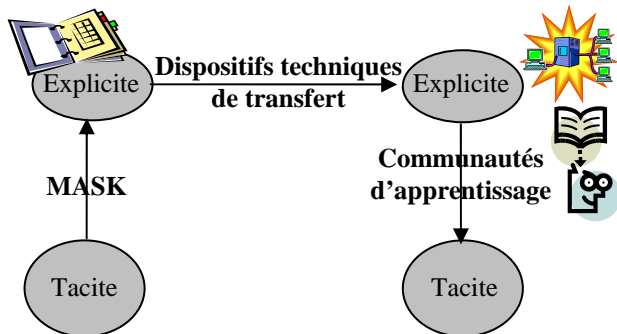 Explicite
Dispositifs techniques
de transfert
Explicite
MASK
Communautés
d'apprentissage
Tacite
Tacite